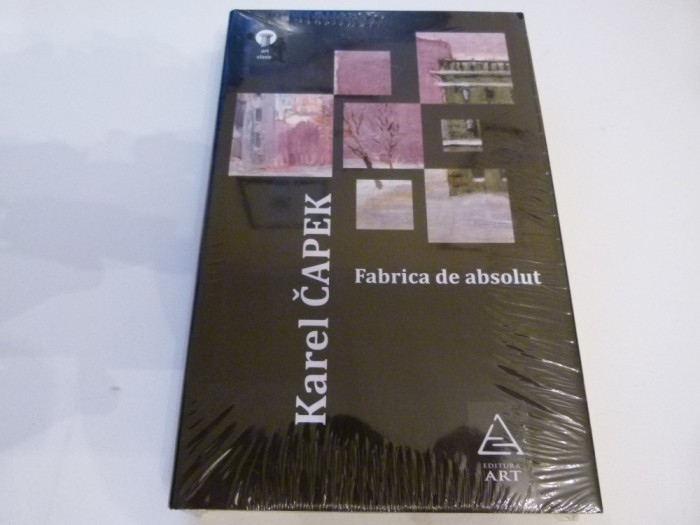 art
clasic
Karel ČAPEK
Fabrica de absolut
EDITURA
ART